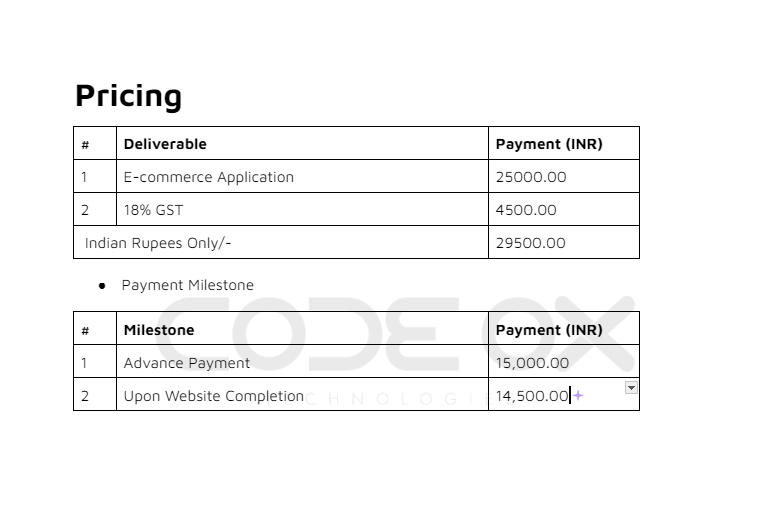 Pricing
# Deliverable Payment (INR)
1 E-commerce Application 25000.00
2 18% GST 4500.00
Indian Rupees Only/- 29500.00
● Payment Milestone
CODE OX
# Milestone Payment (INR)
1 Advance Payment 15,000.00
2 Upon Website Completion 14,500.00